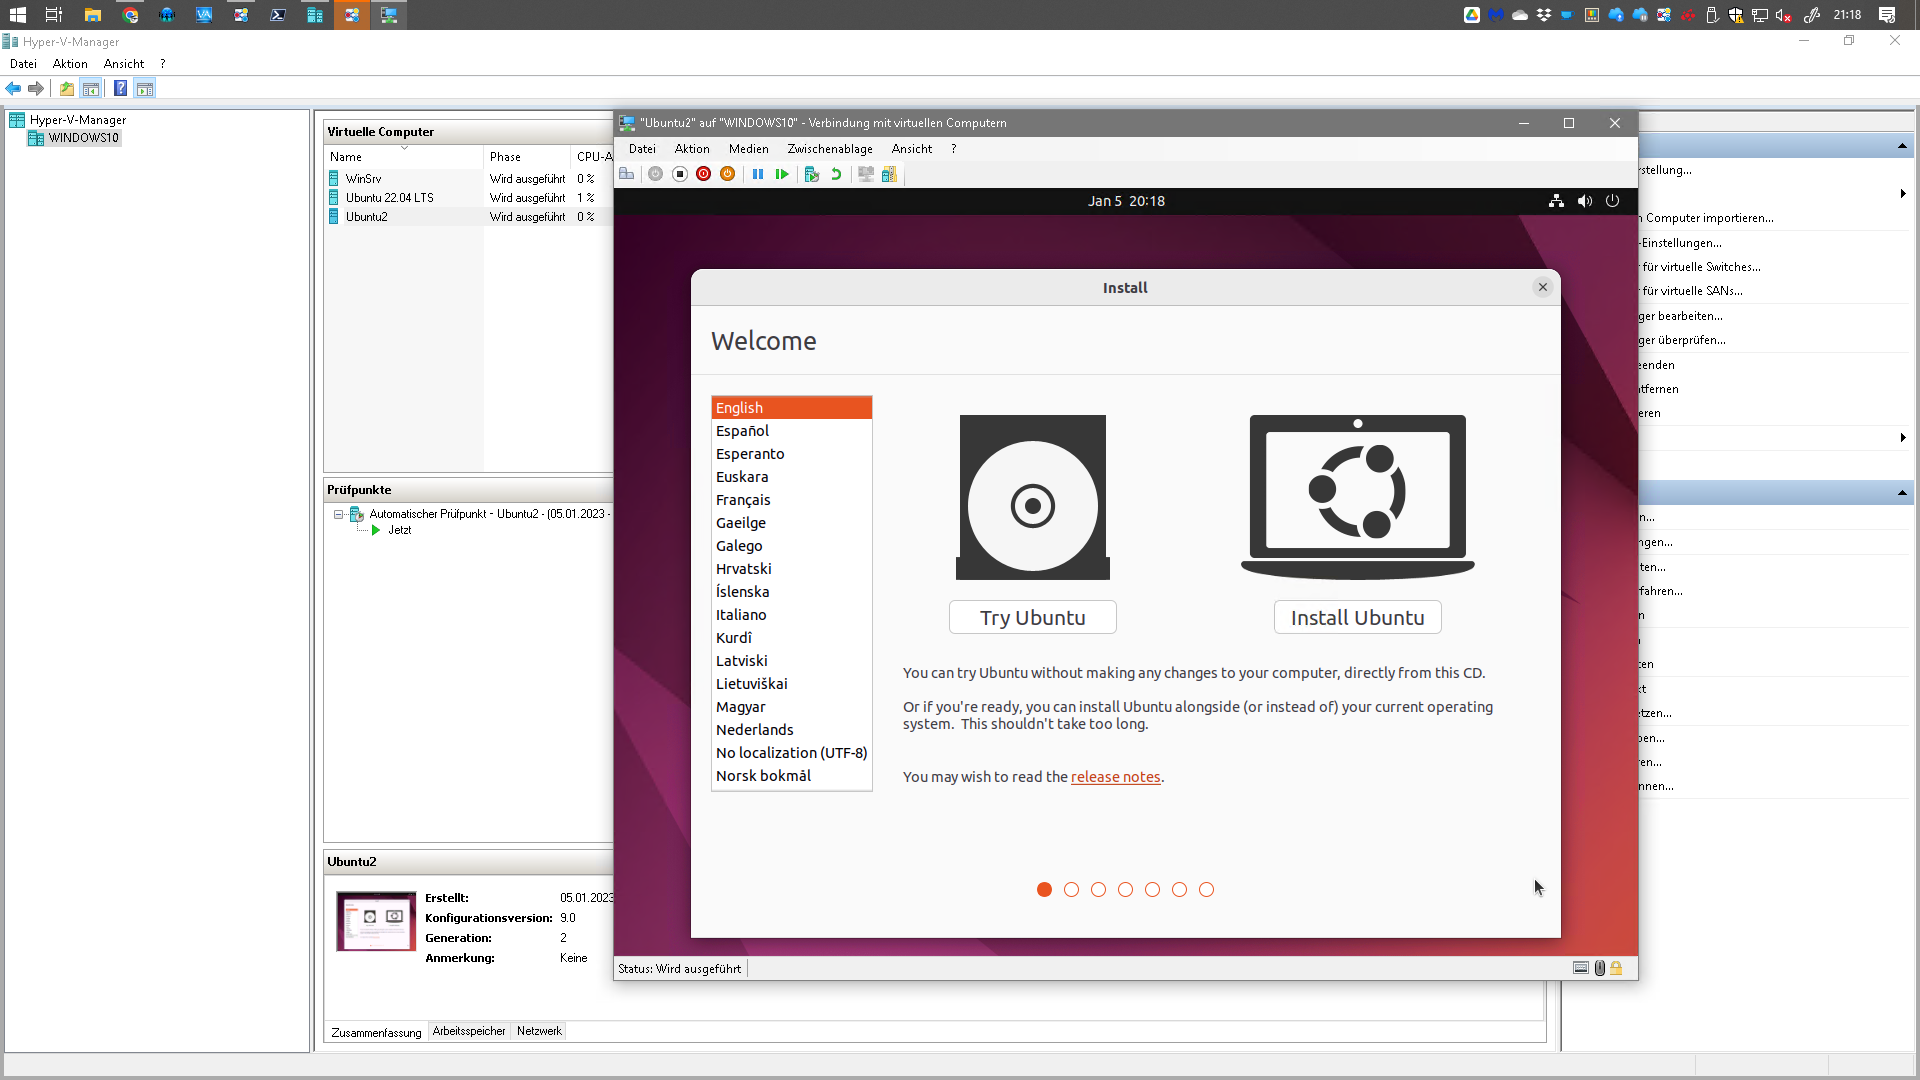 21:18
Hyper-V-Manager
Datei Aktion Ansicht ?
Hyper-V-Manager
WINDOWS10
Virtuelle Computer
Name Phase CPU-A
WinSrv Wird ausgeführt 0 %
Ubuntu 22.04 LTS Wird ausgeführt 1 %
Ubuntu2 Wird ausgeführt 0 %
Prüfpunkte
Automatischer Prüfpunkt - Ubuntu2 - (05.01.2023 -
Jetzt
Ubuntu2
Erstellt: 05.01.2023
Konfigurationsversion: 9.0
Generation: 2
Anmerkung: Keine
Zusammenfassung Arbeitsspeicher Netzwerk
"Ubuntu2" auf "WINDOWS10" - Verbindung mit virtuellen Computern
Datei Aktion Medien Zwischenablage Ansicht ?
Jan 5 20:18
Install
Welcome
English
Español
Esperanto
Euskara
Français
Gaeilge
Galego
Hrvatski
Íslenska
Italiano
Kurdî
Latviski
Lietuviškai
Magyar
Nederlands
No localization (UTF-8)
Norsk bokmål
Try Ubuntu
Install Ubuntu
You can try Ubuntu without making any changes to your computer, directly from this CD.
Or if you're ready, you can install Ubuntu alongside (or instead of) your current operating
system. This shouldn't take too long.
You may wish to read the release notes.
Status: Wird ausgeführt
rstellung...
Computer importieren...
-Einstellungen...
für virtuelle Switches...
für virtuelle SANs...
ger bearbeiten...
ger überprüfen...
eenden
tfernen
eren
n...
ngen...
ten...
fahren...
n
ten
kt
etzen...
ben...
ren...
nnen...